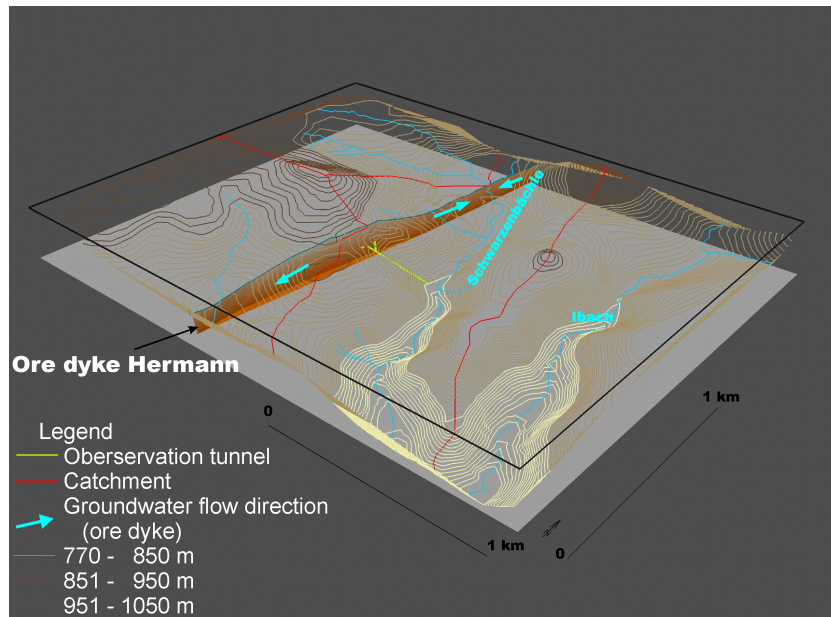 Schwarzenbächle
Ibach
Ore dyke Hermann
0
1 km
1 km
0
Legend
Oberservation tunnel
Catchment
Groundwater flow direction
(ore dyke)
770 - 850 m
851 - 950 m
951 - 1050 m